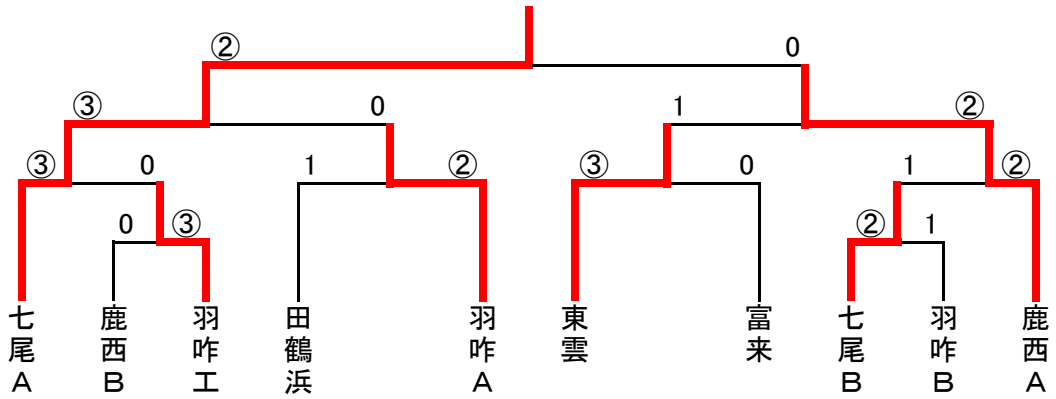 ② 0
③ 0 1 ②
③ 0 1 ② ③ 0 1 ②
0 ③ ② 1
七尾A
鹿西B
羽咋工
田鶴浜
羽咋A
東雲
富来
七尾B
羽咋B
鹿西A